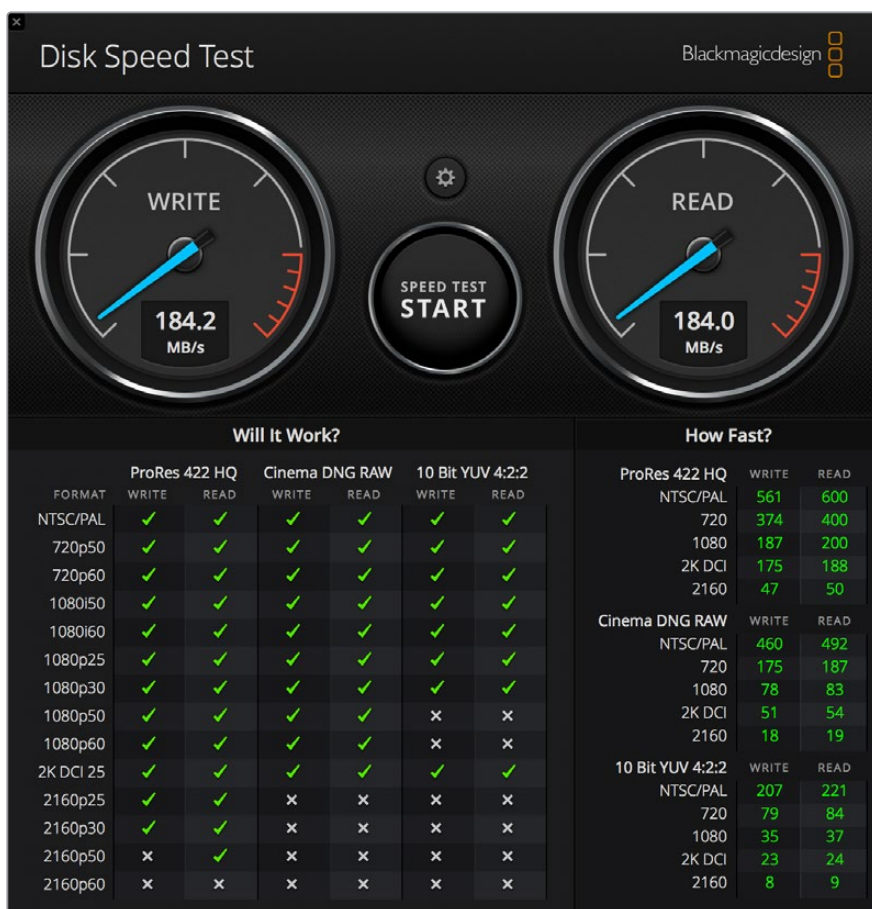 Disk Speed Test
Blackmagicdesign
WRITE
184.2
MB/s
SPEED TEST
START
READ
184.0
MB/s
Will It Work?
ProRes 422 HQ Cinema DNG RAW 10 Bit YUV 4:2:2
FORMAT WRITE READ WRITE READ WRITE READ
NTSC/PAL ✓ ✓ ✓ ✓ ✓ ✓
720p50 ✓ ✓ ✓ ✓ ✓ ✓
720p60 ✓ ✓ ✓ ✓ ✓ ✓
1080i50 ✓ ✓ ✓ ✓ ✓ ✓
1080i60 ✓ ✓ ✓ ✓ ✓ ✓
1080p25 ✓ ✓ ✓ ✓ ✓ ✓
1080p30 ✓ ✓ ✓ ✓ ✓ ✓
1080p50 ✓ ✓ ✓ ✓ × ×
1080p60 ✓ ✓ ✓ ✓ × ×
2K DCI 25 ✓ ✓ ✓ ✓ ✓ ✓
2160p25 ✓ ✓ × × × ×
2160p30 ✓ ✓ × × × ×
2160p50 × ✓ × × × ×
2160p60 × × × × × ×
How Fast?
ProRes 422 HQ WRITE READ
NTSC/PAL 561 600
720 374 400
1080 187 200
2K DCI 175 188
2160 47 50
Cinema DNG RAW WRITE READ
NTSC/PAL 460 492
720 175 187
1080 78 83
2K DCI 51 54
2160 18 19
10 Bit YUV 4:2:2 WRITE READ
NTSC/PAL 207 221
720 79 84
1080 35 37
2K DCI 23 24
2160 8 9